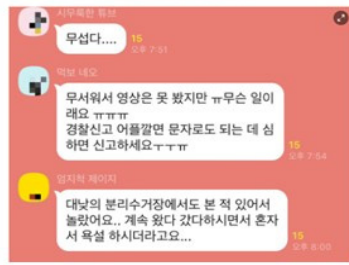 시무룩한 튜브
무섭다....
15
오후 7:51
먹보 네오
무서워서 영상은 못 봤지만 ㅠ무슨 일이
래요 ㅠㅠㅠ
경찰신고 어플깔면 문자로도 되는 데 심
하면 신고하세요ㅜㅜㅠ
15
오후 7:54
엄지척 제이지
대낮의 분리수거장에서도 본 적 있어서
놀랐어요.. 계속 왔다 갔다하시면서 혼자
서 욕설 하시더라고요...
15
오후 8:00